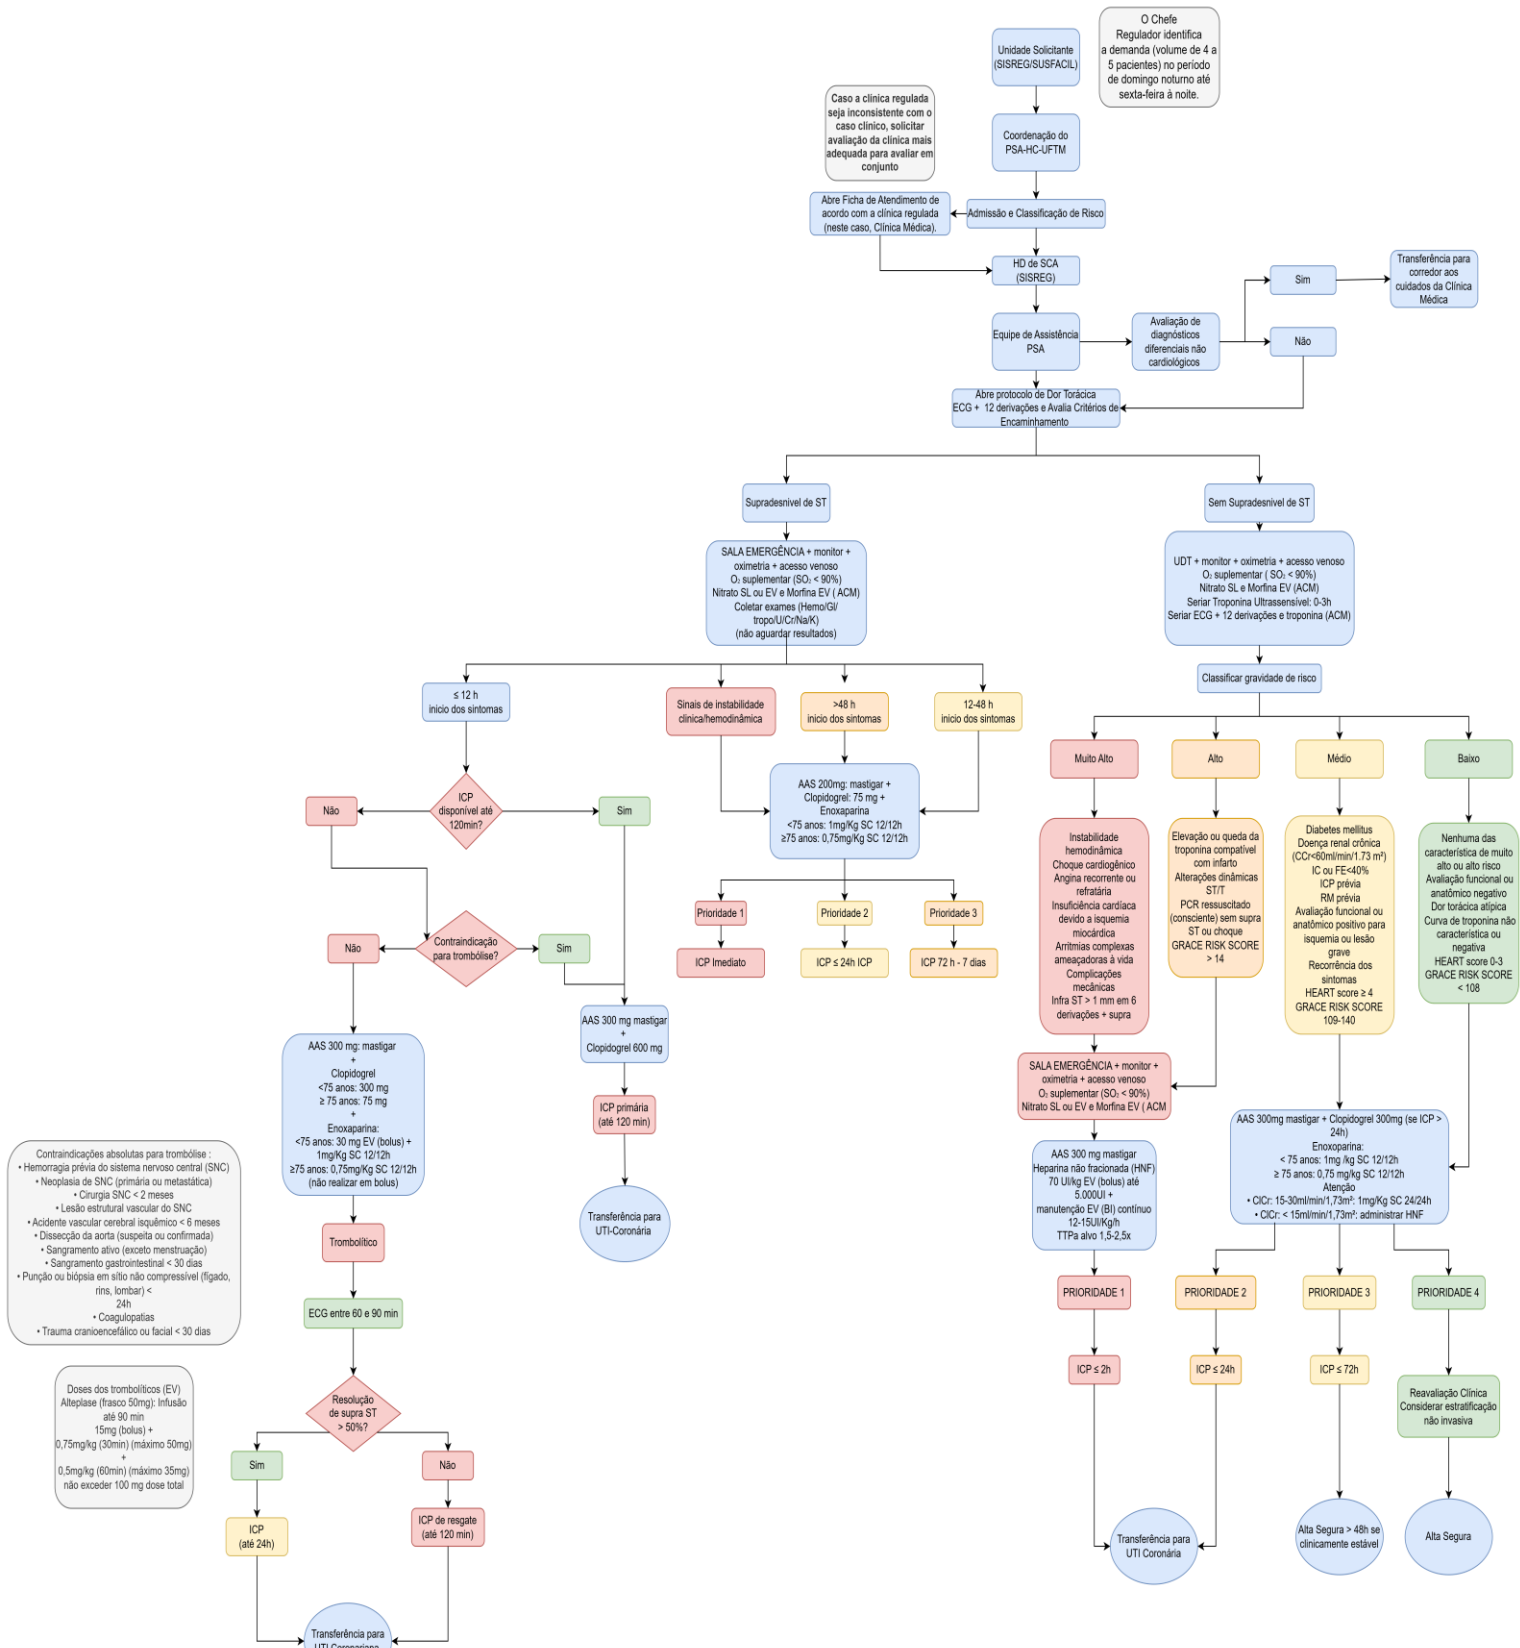 O Chefe
Regulador identifica
a demanda (volume de 4 a
5 pacientes) no período
de domingo noturno até
sexta-feira à noite.
Unidade Solicitante
(SISREG/SUSFACIL)
Caso a clínica regulada
seja inconsistente com o
caso clínico, solicitar
avaliação da clínica mais
adequada para avaliar em
conjunto
Coordenação do
PSA-HC-UFTM
Abre Ficha de Atendimento de
acordo com a clínica regulada
(neste caso, Clínica Médica).
Admissão e Classificação de Risco
HD de SCA
(SISREG)
Sim
Transferência para
corredor aos
cuidados da Clínica
Médica
Equipe de Assistência
PSA
Avaliação de
diagnósticos
diferenciais não
cardiológicos
Não
Abre protocolo de Dor Torácica
ECG + 12 derivações e Avalia Critérios de
Encaminhamento
Supradesnivel de ST
Sem Supradesnivel de ST
SALA EMERGÊNCIA + monitor +
oximetria + acesso venoso
O₂ suplementar (SO₂ < 90%)
Nitrato SL ou EV e Morfina EV ( ACM)
Coletar exames (Hemo/Gl/
tropo/U/Cr/Na/K)
(não aguardar resultados)
UDT + monitor + oximetria + acesso venoso
O₂ suplementar ( SO₂ < 90%)
Nitrato SL e Morfina EV (ACM)
Seriar Troponina Ultrassensível: 0-3h
Seriar ECG + 12 derivações e troponina (ACM)
Classificar gravidade de risco
≤ 12 h
inicio dos sintomas
Sinais de instabilidade
clinica/hemodinâmica
>48 h
inicio dos sintomas
12-48 h
inicio dos sintomas
Muito Alto
Alto
Médio
Baixo
ICP
disponível até
120min?
Não
Sim
AAS 200mg: mastigar +
Clopidogrel: 75 mg +
Enoxaparina
<75 anos: 1mg/Kg SC 12/12h
≥75 anos: 0,75mg/Kg SC 12/12h
Instabilidade
hemodinâmica
Choque cardiogênico
Angina recorrente ou
refratária
Insuficiência cardíaca
devido a isquemia
miocárdica
Arritmias complexas
ameaçadoras à vida
Complicações
mecânicas
Infra ST > 1 mm em 6
derivações + supra
Elevação ou queda da
troponina compatível
com infarto
Alterações dinâmicas
ST/T
PCR ressuscitado
(consciente) sem supra
ST ou choque
GRACE RISK SCORE
> 14
Diabetes mellitus
Doença renal crônica
(CCr<60ml/min/1.73 m²)
IC ou FE<40%
ICP prévia
RM prévia
Avaliação funcional ou
anatômico positivo para
isquemia ou lesão
grave
Recorrência dos
sintomas
HEART score ≥ 4
GRACE RISK SCORE
109-140
Nenhuma das
característica de muito
alto ou alto risco
Avaliação funcional ou
anatômico negativo
Dor torácica atípica
Curva de troponina não
característica ou
negativa
HEART score 0-3
GRACE RISK SCORE
< 108
Prioridade 1
Prioridade 2
Prioridade 3
Não
Contraindicação
para trombólise?
Sim
ICP Imediato
ICP ≤ 24h ICP
ICP 72 h - 7 dias
AAS 300 mg mastigar
+
Clopidogrel 600 mg
AAS 300 mg: mastigar
+
Clopidogrel
<75 anos: 300 mg
≥ 75 anos: 75 mg
+
Enoxaparina:
<75 anos: 30 mg EV (bolus) +
1mg/Kg SC 12/12h
≥75 anos: 0,75mg/Kg SC 12/12h
(não realizar em bolus)
SALA EMERGÊNCIA + monitor +
oximetria + acesso venoso
O₂ suplementar (SO₂ < 90%)
Nitrato SL ou EV e Morfina EV ( ACM
ICP primária
(até 120 min)
AAS 300mg mastigar + Clopidogrel 300mg (se ICP >
24h)
Enoxoparina:
< 75 anos: 1mg /kg SC 12/12h
≥ 75 anos: 0,75 mg/kg SC 12/12h
Atenção
• ClCr: 15-30ml/min/1,73m²: 1mg/Kg SC 24/24h
• ClCr: < 15ml/min/1,73m²: administrar HNF
AAS 300 mg mastigar
Heparina não fracionada (HNF)
70 UI/kg EV (bolus) até
5.000UI +
manutenção EV (BI) contínuo
12-15UI/Kg/h
TTPa alvo 1,5-2,5x
Contraindicações absolutas para trombólise :
• Hemorragia prévia do sistema nervoso central (SNC)
• Neoplasia de SNC (primária ou metastática)
• Cirurgia SNC < 2 meses
• Lesão estrutural vascular do SNC
• Acidente vascular cerebral isquêmico < 6 meses
• Dissecção da aorta (suspeita ou confirmada)
• Sangramento ativo (exceto menstruação)
• Sangramento gastrointestinal < 30 dias
• Punção ou biópsia em sítio não compressível (fígado,
rins, lombar) <
24h
• Coagulopatias
• Trauma cranioencefálico ou facial < 30 dias
Transferência para
UTI-Coronária
Trombolítico
PRIORIDADE 1
PRIORIDADE 2
PRIORIDADE 3
PRIORIDADE 4
ECG entre 60 e 90 min
ICP ≤ 2h
ICP ≤ 24h
ICP ≤ 72h
Reavaliação Clínica
Considerar estratificação
não invasiva
Doses dos trombolíticos (EV)
Alteplase (frasco 50mg): Infusão
até 90 min
15mg (bolus) +
0,75mg/kg (30min) (máximo 50mg)
+
0,5mg/kg (60min) (máximo 35mg)
não exceder 100 mg dose total
Resolução
de supra ST
> 50%?
Sim
Não
ICP
(até 24h)
ICP de resgate
(até 120 min)
Transferência para
UTI Coronária
Alta Segura > 48h se
clinicamente estável
Alta Segura
Transferência para
UTI Coronariana